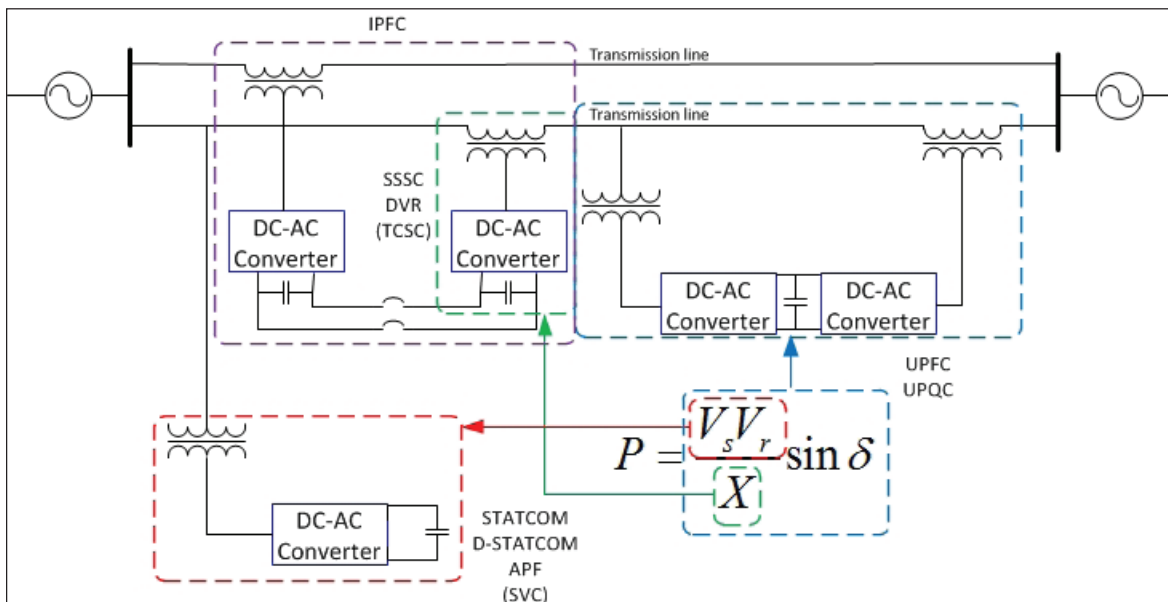 IPFC
Transmission line
Transmission line
SSSC
DVR
(TCSC)
DC-AC
Converter
DC-AC
Converter
DC-AC
Converter
DC-AC
Converter
UPFC
UPQC
P = VsVr / X sin δ
DC-AC
Converter
STATCOM
D-STATCOM
APF
(SVC)